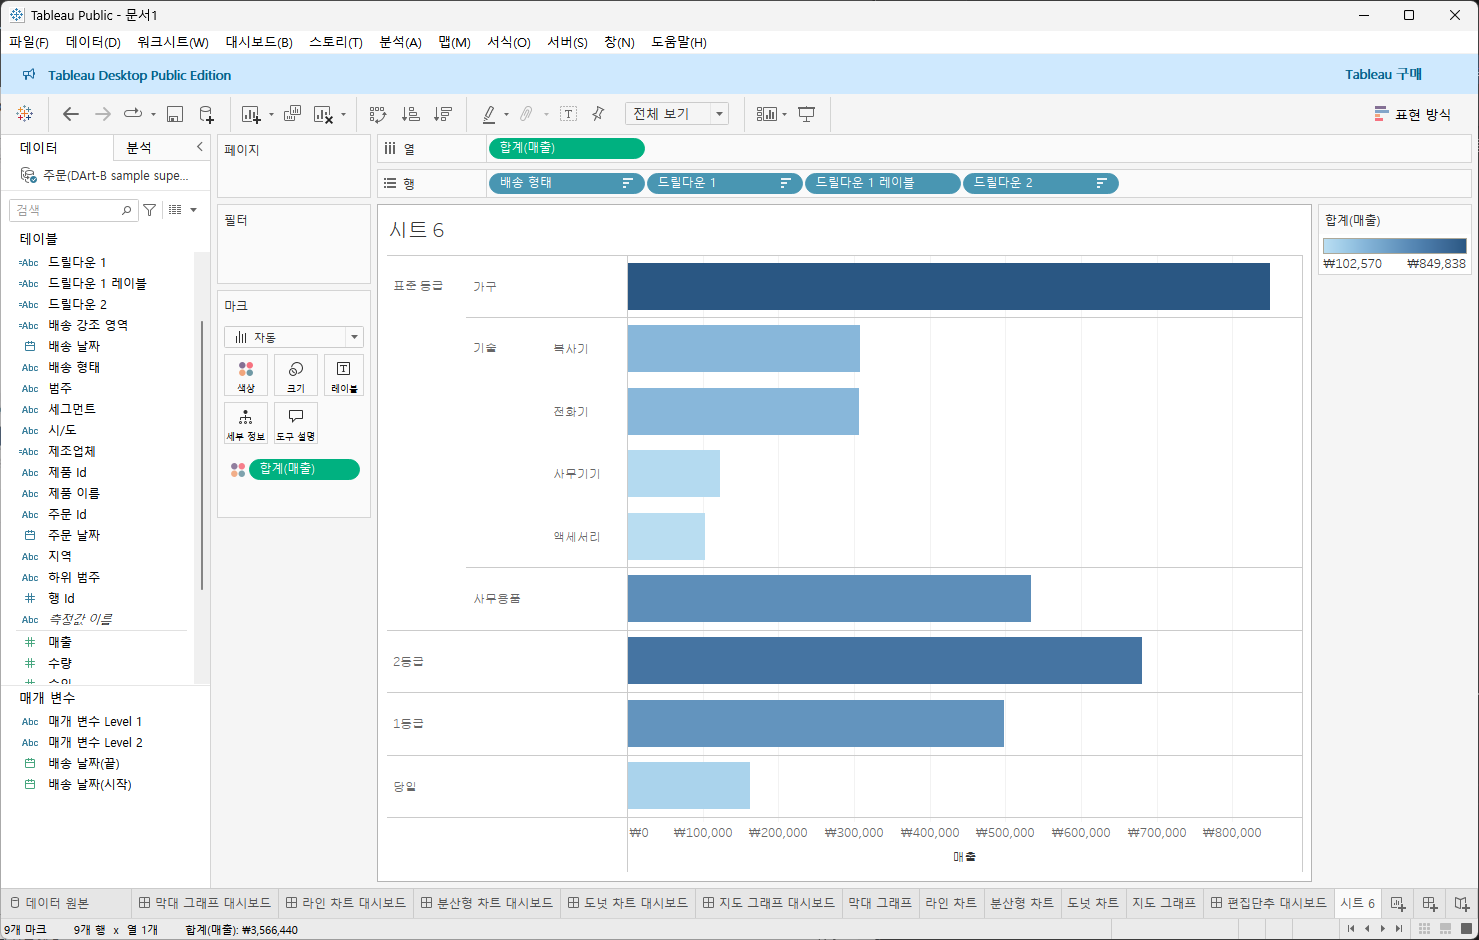 Tableau Public - 문서1
파일(F) 데이터(D) 워크시트(W) 대시보드(B) 스토리(T) 분석(A) 맵(M) 서식(O) 서버(S) 창(N) 도움말(H)
Tableau Desktop Public Edition
Tableau 구매
전체 보기
표현 방식
데이터 분석
주문(DArt-B sample supe...
검색
테이블
Abc 드릴다운 1
Abc 드릴다운 1 레이블
Abc 드릴다운 2
Abc 배송 강조 영역
배송 날짜
Abc 배송 형태
Abc 범주
Abc 세그먼트
Abc 시/도
Abc 제조업체
Abc 제품 Id
Abc 제품 이름
Abc 주문 Id
주문 날짜
Abc 지역
Abc 하위 범주
행 Id
Abc 측정값 이름
매출
수량
매개 변수
Abc 매개 변수 Level 1
Abc 매개 변수 Level 2
배송 날짜(끝)
배송 날짜(시작)
페이지
필터
마크
자동
색상 크기 레이블
세부 정보 도구 설명
합계(매출)
열 합계(매출)
행 배송 형태 드릴다운 1 드릴다운 1 레이블 드릴다운 2
시트 6
표준 등급 가구
기술 복사기
전화기
사무기기
액세서리
사무용품
2등급
1등급
당일
₩0 ₩100,000 ₩200,000 ₩300,000 ₩400,000 ₩500,000 ₩600,000 ₩700,000 ₩800,000
매출
합계(매출)
₩102,570 ₩849,838
데이터 원본 막대 그래프 대시보드 라인 차트 대시보드 분산형 차트 대시보드 도넛 차트 대시보드 지도 그래프 대시보드 막대 그래프 라인 차트 분산형 차트 도넛 차트 지도 그래프 편집단추 대시보드 시트 6
9개 마크 9개 행 x 열 1개 합계(매출): ₩3,566,440